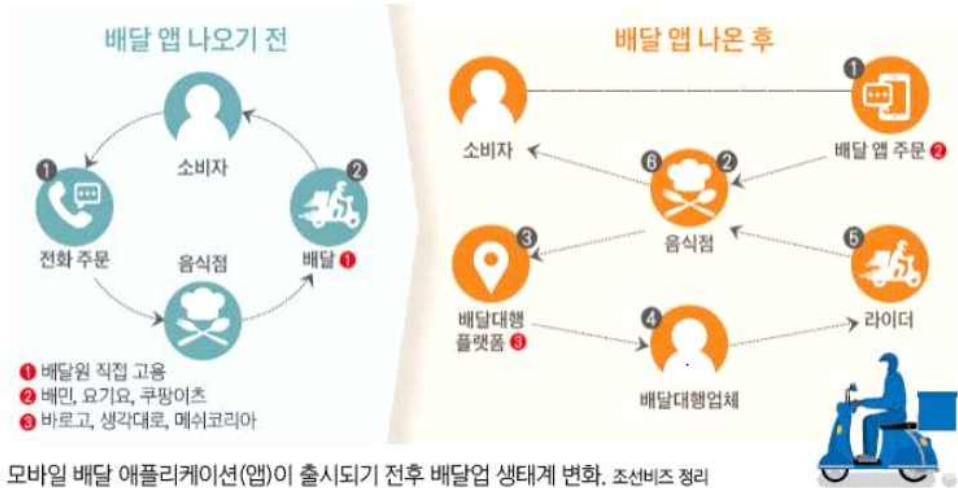 배달 앱 나오기 전
소비자
1
전화 주문
음식점
2
배달 1
1 배달원 직접 고용
2 배민, 요기요, 쿠팡이츠
3 바로고, 생각대로, 메쉬코리아
배달 앱 나온 후
소비자
1
배달 앱 주문 2
6
2
음식점
3
배달대행
플랫폼 3
4
배달대행업체
5
라이더
모바일 배달 애플리케이션(앱)이 출시되기 전후 배달업 생태계 변화. 조선비즈 정리